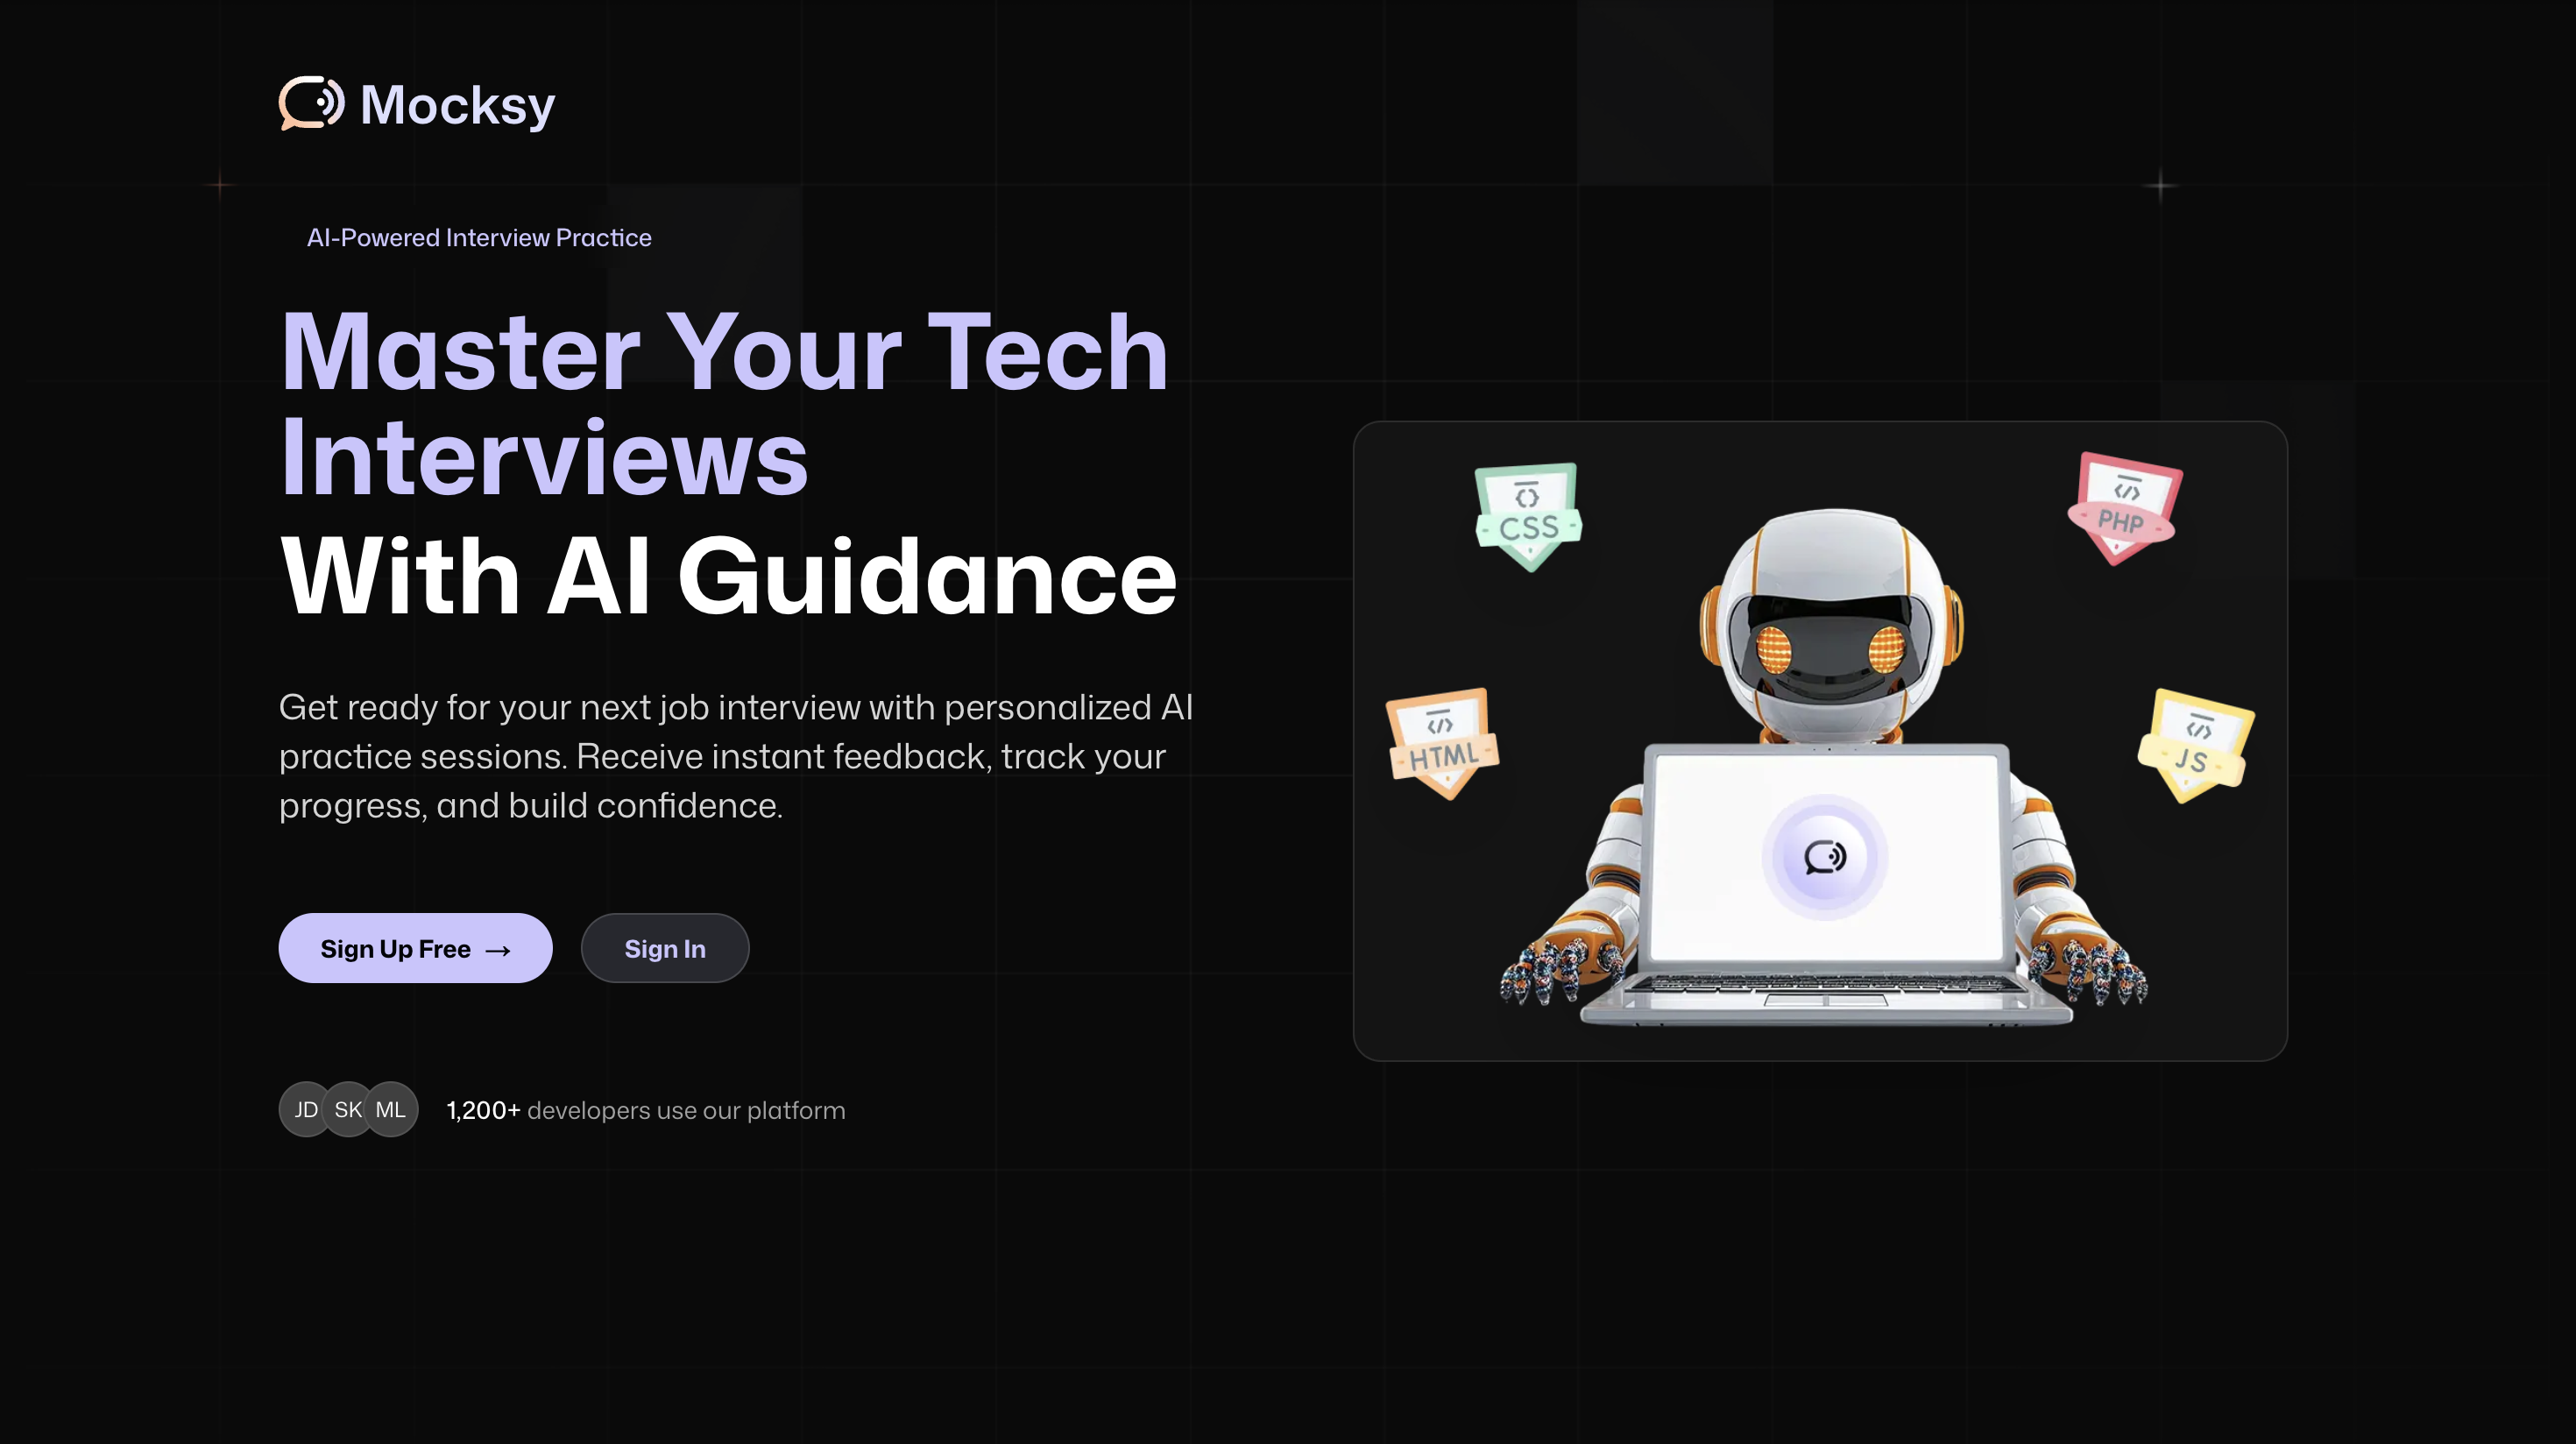 Mocksy
AI-Powered Interview Practice
Master Your Tech
Interviews
With AI Guidance
Get ready for your next job interview with personalized AI
practice sessions. Receive instant feedback, track your
progress, and build confidence.
Sign Up Free →
Sign In
JD SK ML 1,200+ developers use our platform
CSS
PHP
HTML
JS